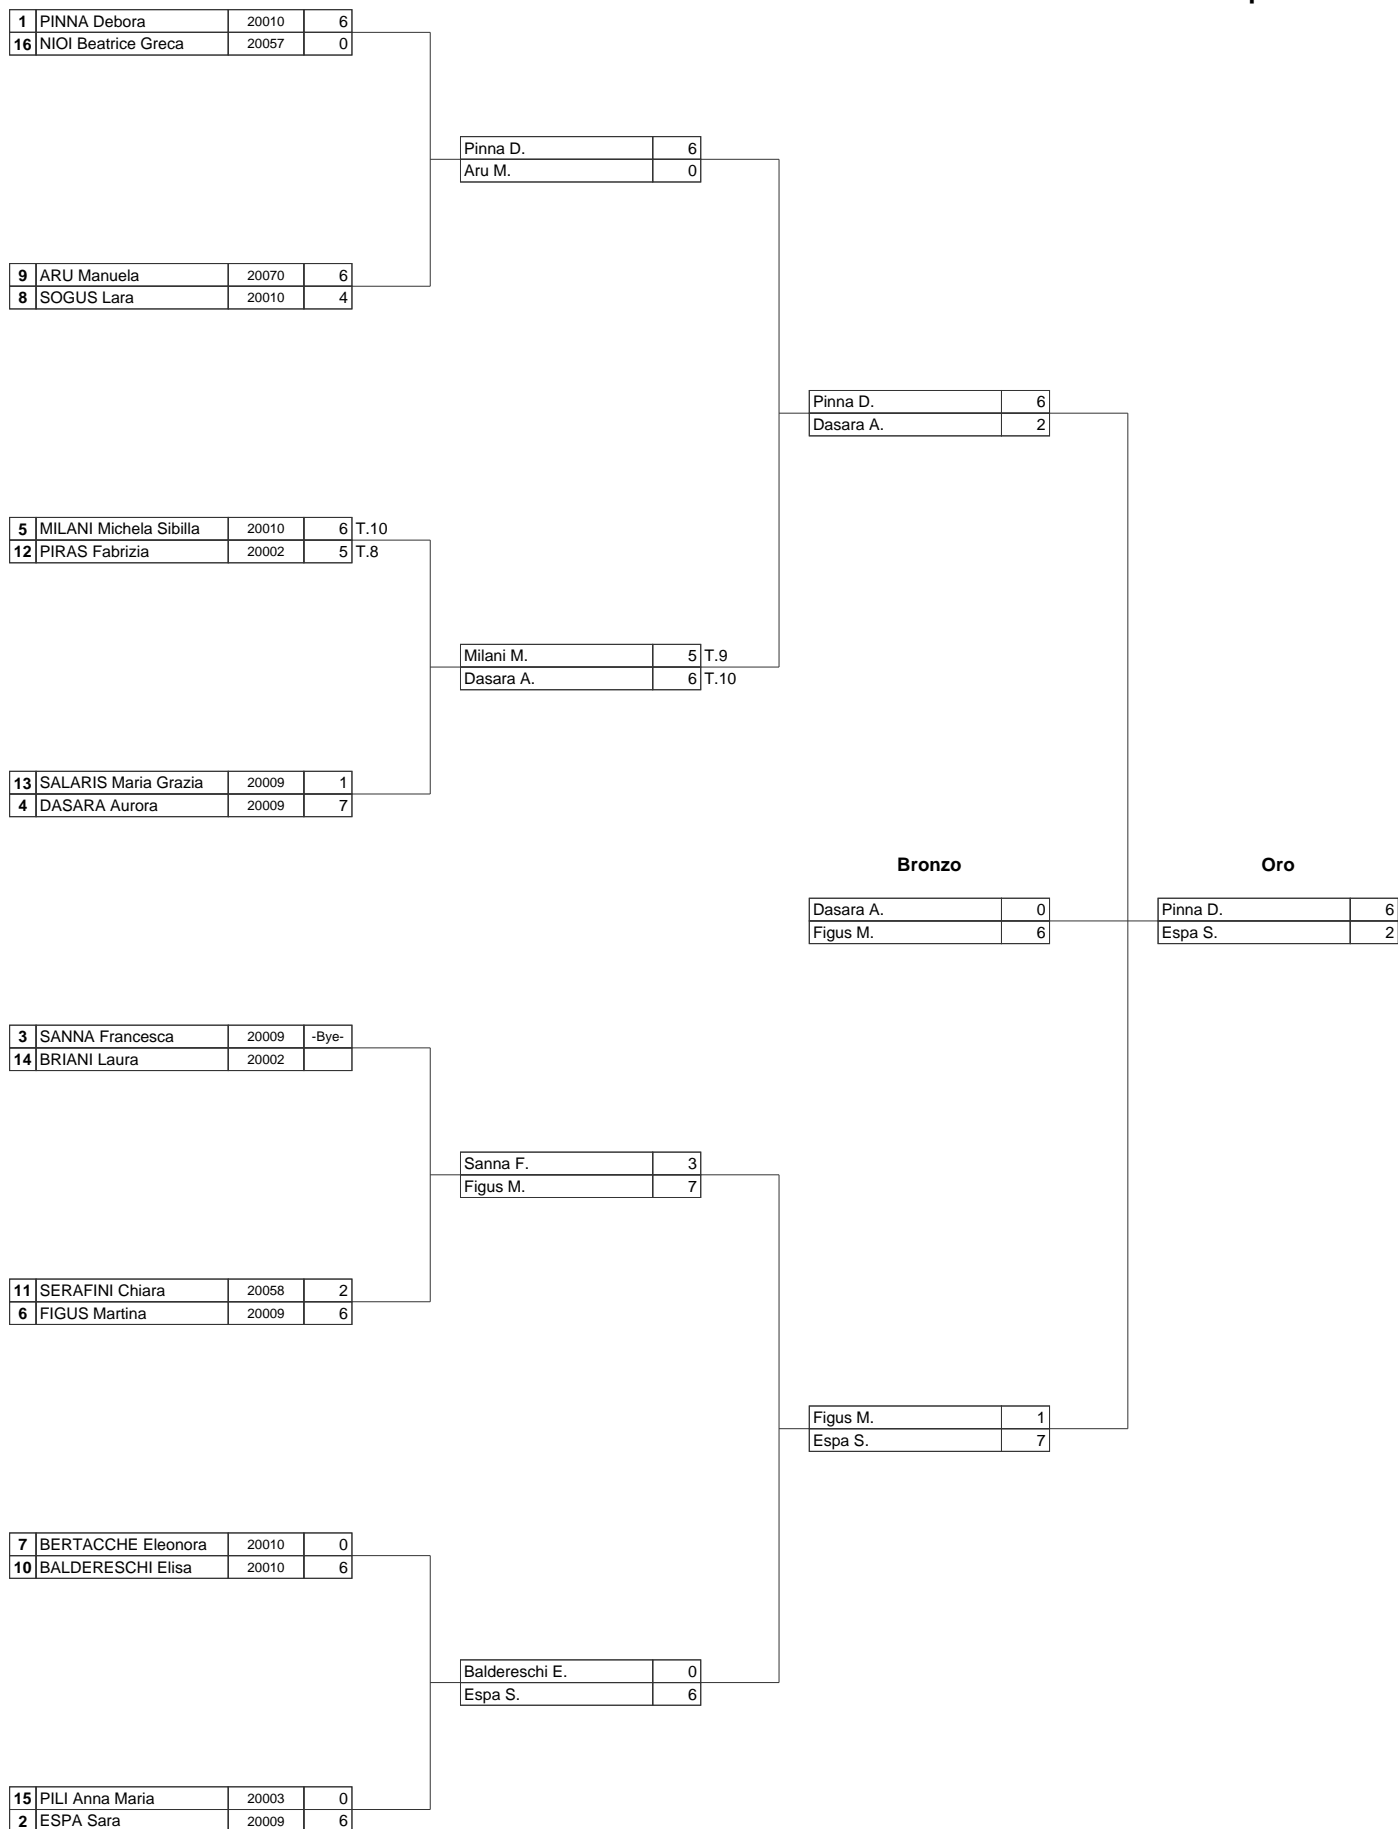 1 PINNA Debora 20010 6
16 NIOI Beatrice Greca 20057 0
Pinna D. 6
Aru M. 0
9 ARU Manuela 20070 6
8 SOGUS Lara 20010 4
Pinna D. 6
Dasara A. 2
5 MILANI Michela Sibilla 20010 6 T.10
12 PIRAS Fabrizia 20002 5 T.8
Milani M. 5 T.9
Dasara A. 6 T.10
13 SALARIS Maria Grazia 20009 1
4 DASARA Aurora 20009 7
Bronzo Oro
Dasara A. 0 Pinna D. 6
Figus M. 6 Espa S. 2
3 SANNA Francesca 20009 -Bye-
14 BRIANI Laura 20002
Sanna F. 3
Figus M. 7
11 SERAFINI Chiara 20058 2
6 FIGUS Martina 20009 6
Figus M. 1
Espa S. 7
7 BERTACCHE Eleonora 20010 0
10 BALDERESCHI Elisa 20010 6
Baldereschi E. 0
Espa S. 6
15 PILI Anna Maria 20003 0
2 ESPA Sara 20009 6